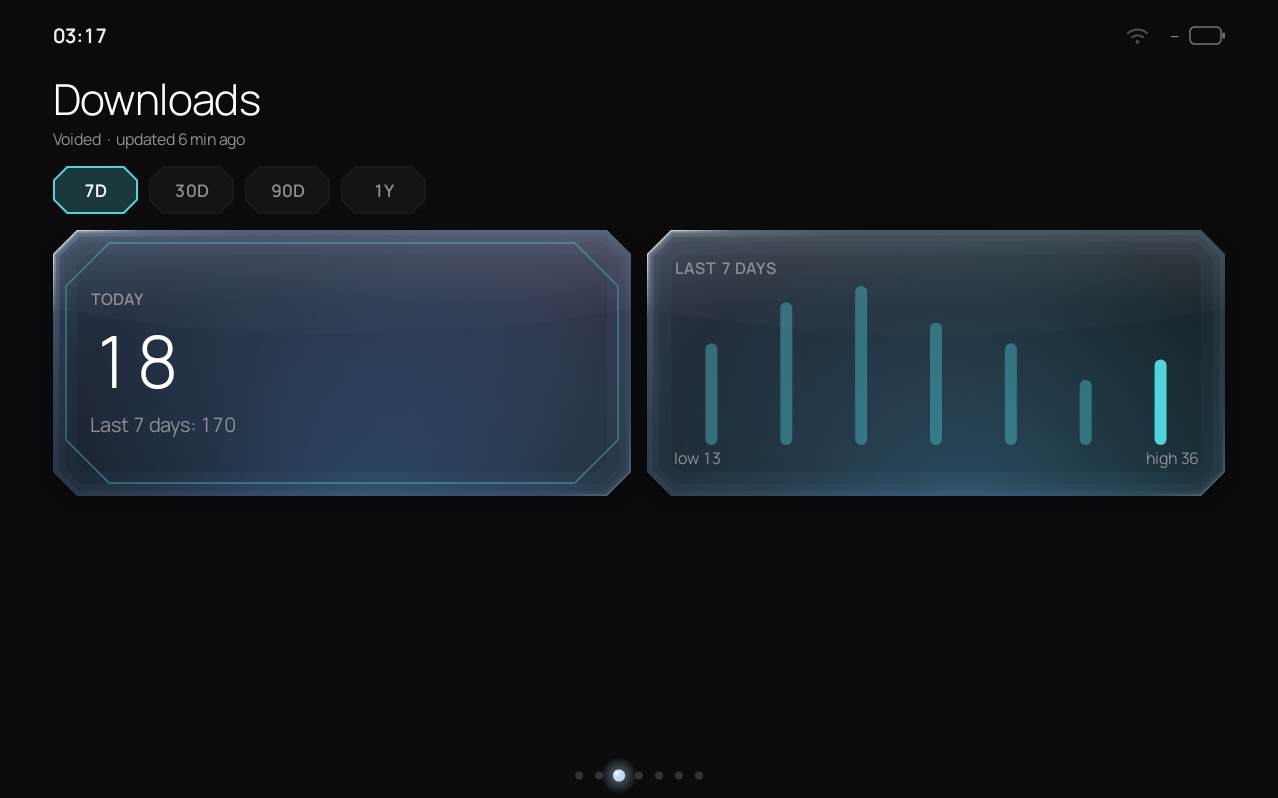 03:17
–
Downloads
Voided · updated 6 min ago
7D 30D 90D 1Y
TODAY
18
Last 7 days: 170
LAST 7 DAYS
low 13 high 36